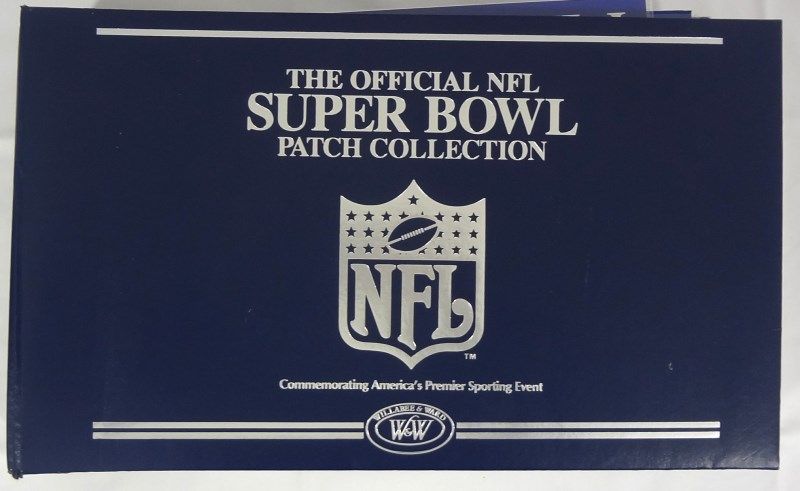 THE OFFICIAL NFL
SUPER BOWL
PATCH COLLECTION
NFL
TM
Commemorating America's Premier Sporting Event
WILLABEE & WARD
W&W